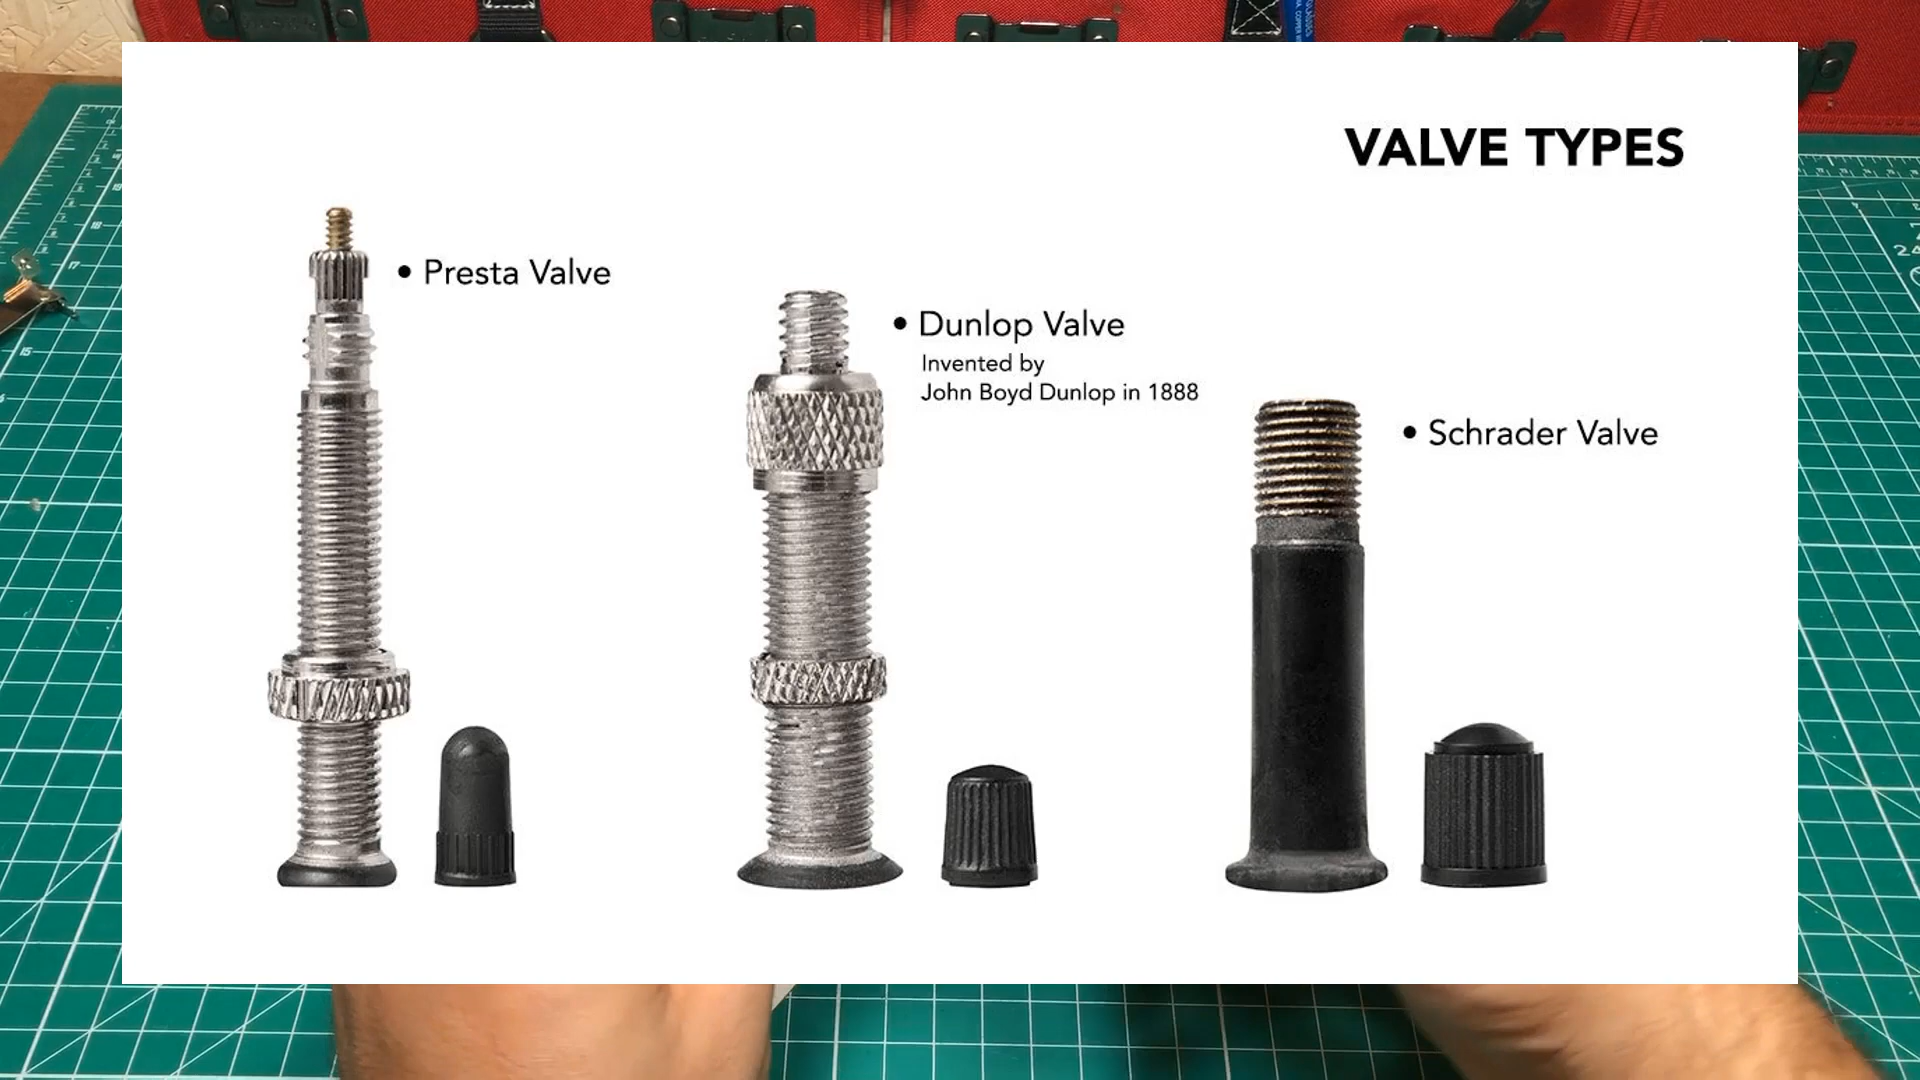 VALVE TYPES
• Presta Valve
• Dunlop Valve
Invented by
John Boyd Dunlop in 1888
• Schrader Valve